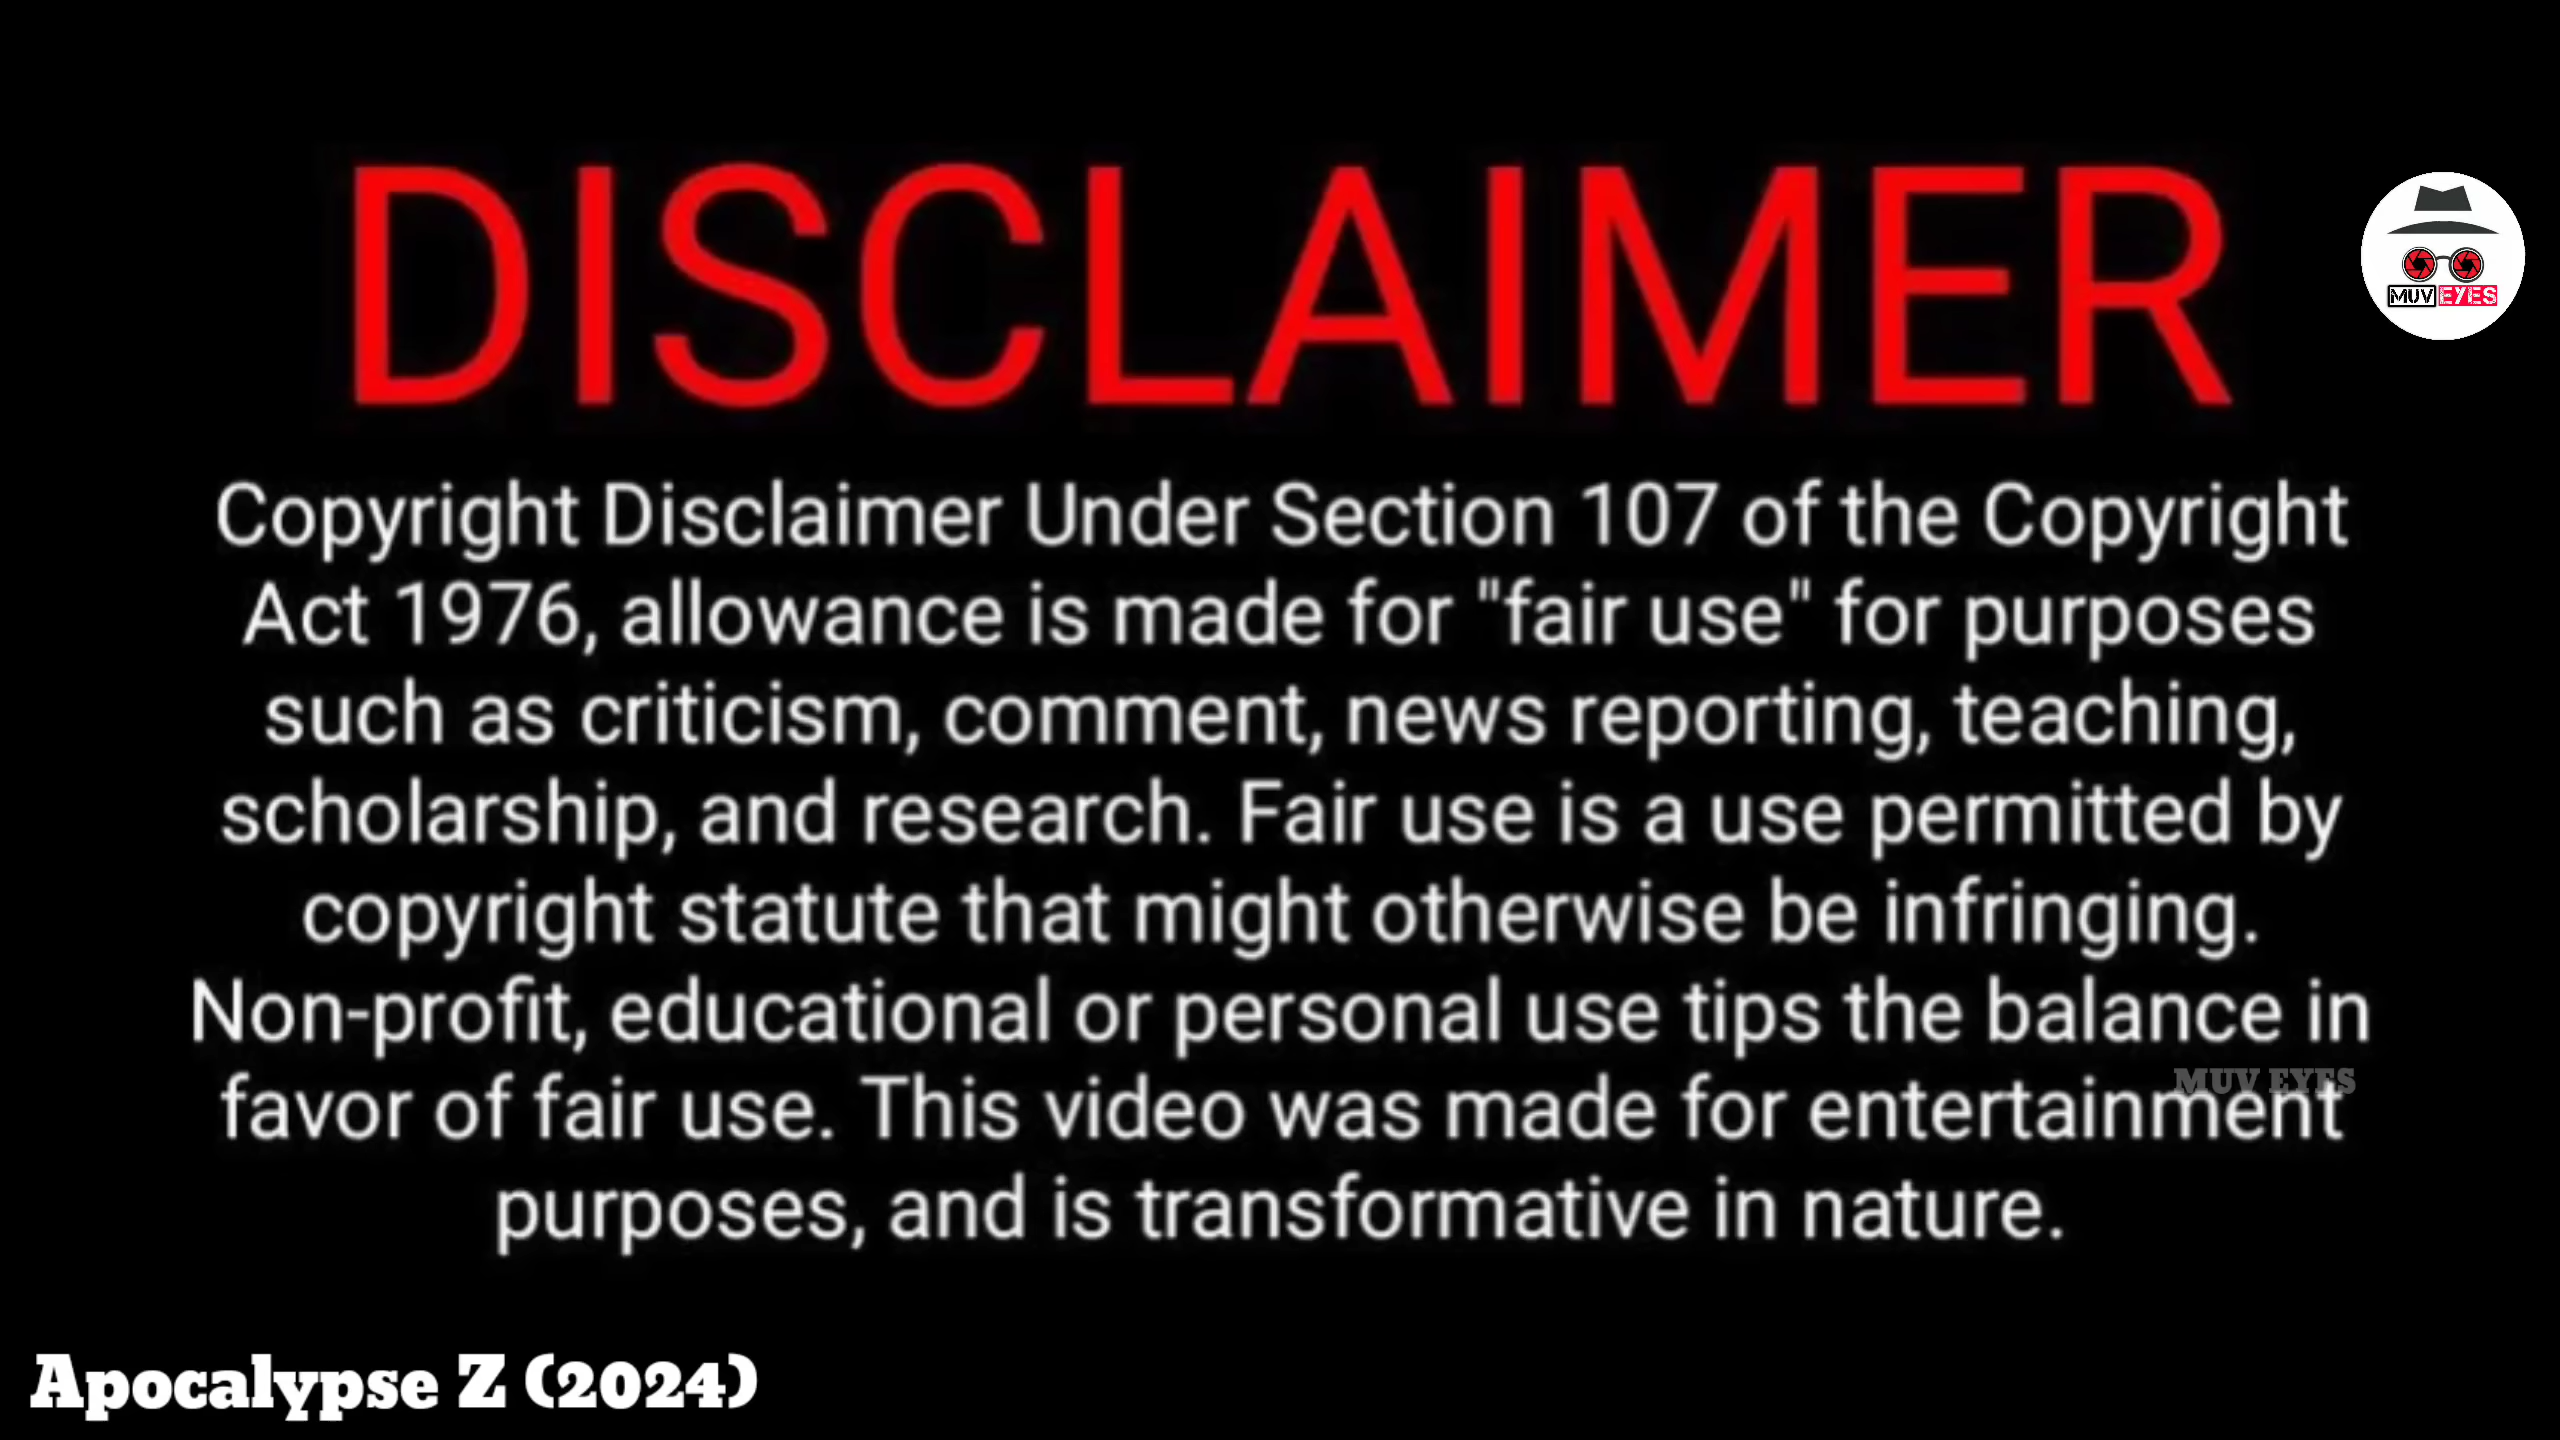 DISCLAIMER
MUV EYES
Copyright Disclaimer Under Section 107 of the Copyright
Act 1976, allowance is made for "fair use" for purposes
such as criticism, comment, news reporting, teaching,
scholarship, and research. Fair use is a use permitted by
copyright statute that might otherwise be infringing.
Non-profit, educational or personal use tips the balance in
favor of fair use. This video was made for entertainment
MUV EYES
purposes, and is transformative in nature.
Apocalypse Z (2024)